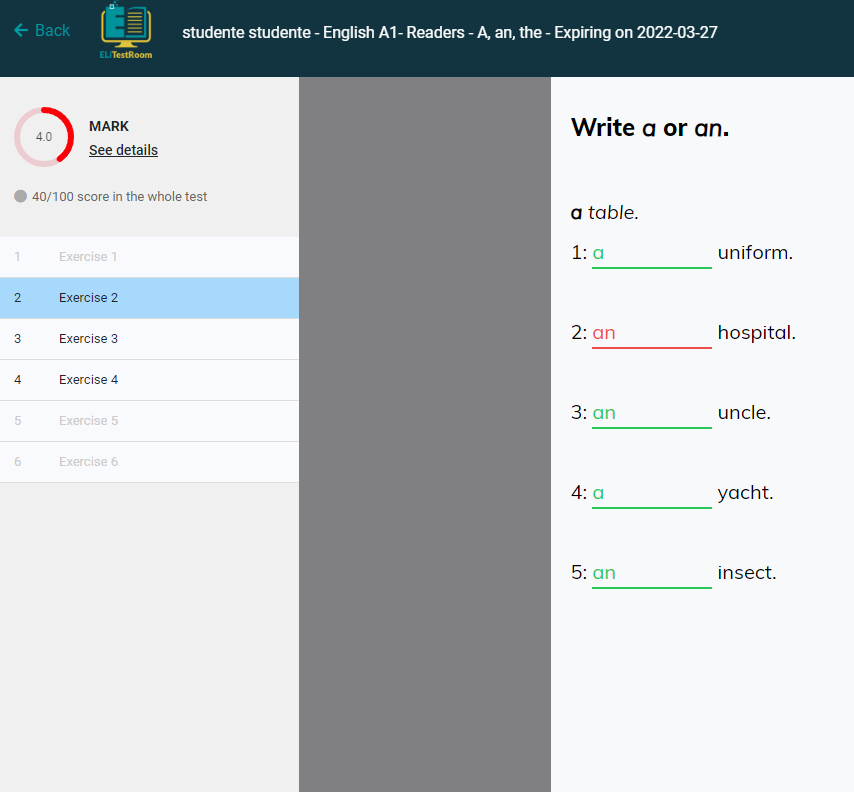 Back
ELITestRoom
studente studente - English A1- Readers - A, an, the - Expiring on 2022-03-27
4.0
MARK
See details
40/100 score in the whole test
1 Exercise 1
2 Exercise 2
3 Exercise 3
4 Exercise 4
5 Exercise 5
6 Exercise 6
Write a or an.
a table.
1: a uniform.
2: an hospital.
3: an uncle.
4: a yacht.
5: an insect.